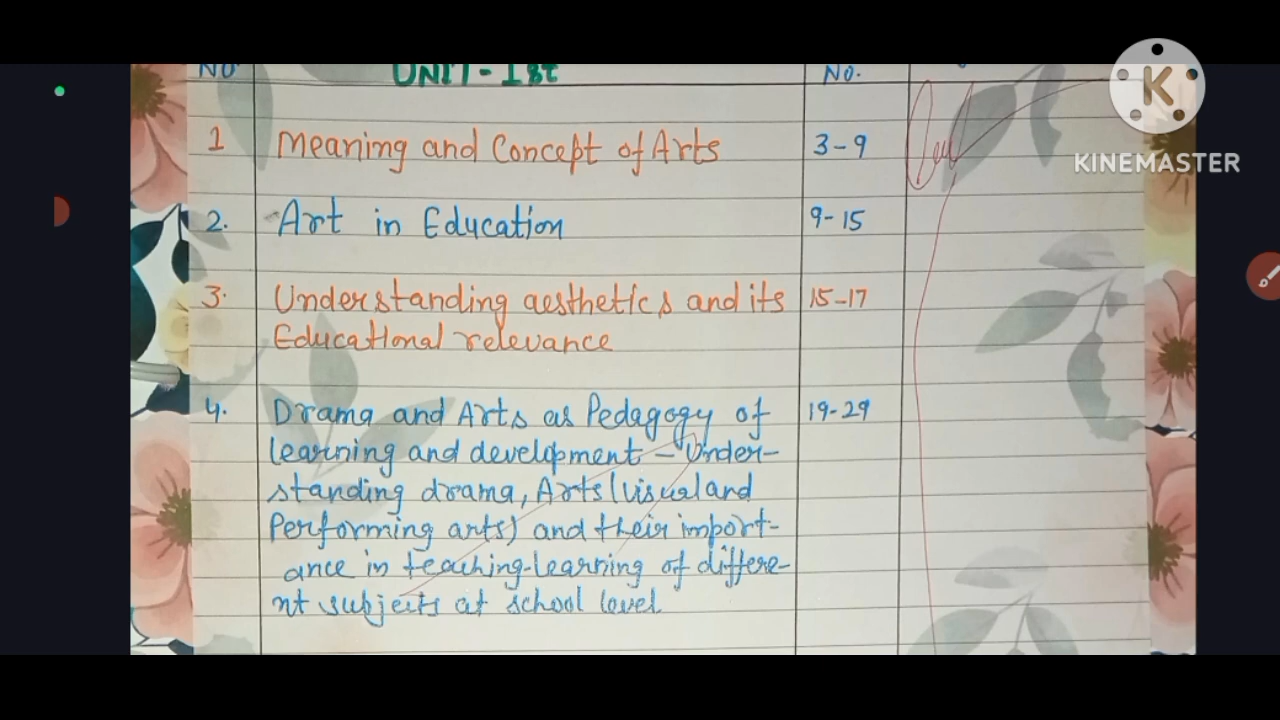 NO UNIT - Ist NO.
1 Meaning and Concept of Arts 3-9
KINEMASTER
2. Art in Education 9-15
3. Understanding aesthetics and its 15-17
Educational relevance
4. Drama and Arts as Pedagogy of 19-29
learning and development - Under-
standing drama, Arts (visual and
Performing arts) and their import-
ance in teaching-learning of differe-
nt subjects at school level.